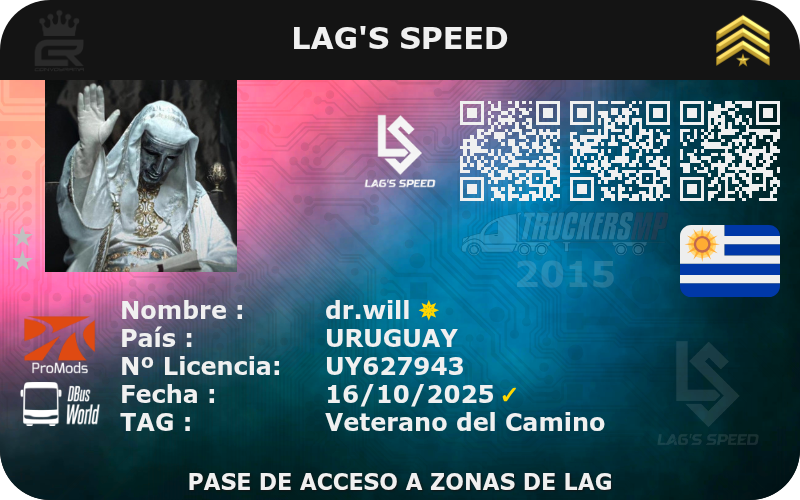 LAG'S SPEED
LAG'S SPEED
TRUCKERSMP
2015
Nombre : dr.will
País : URUGUAY
Nº Licencia: UY627943
Fecha : 16/10/2025 ✓
TAG : Veterano del Camino
ProMods
DBus
World
LAG'S SPEED
PASE DE ACCESO A ZONAS DE LAG